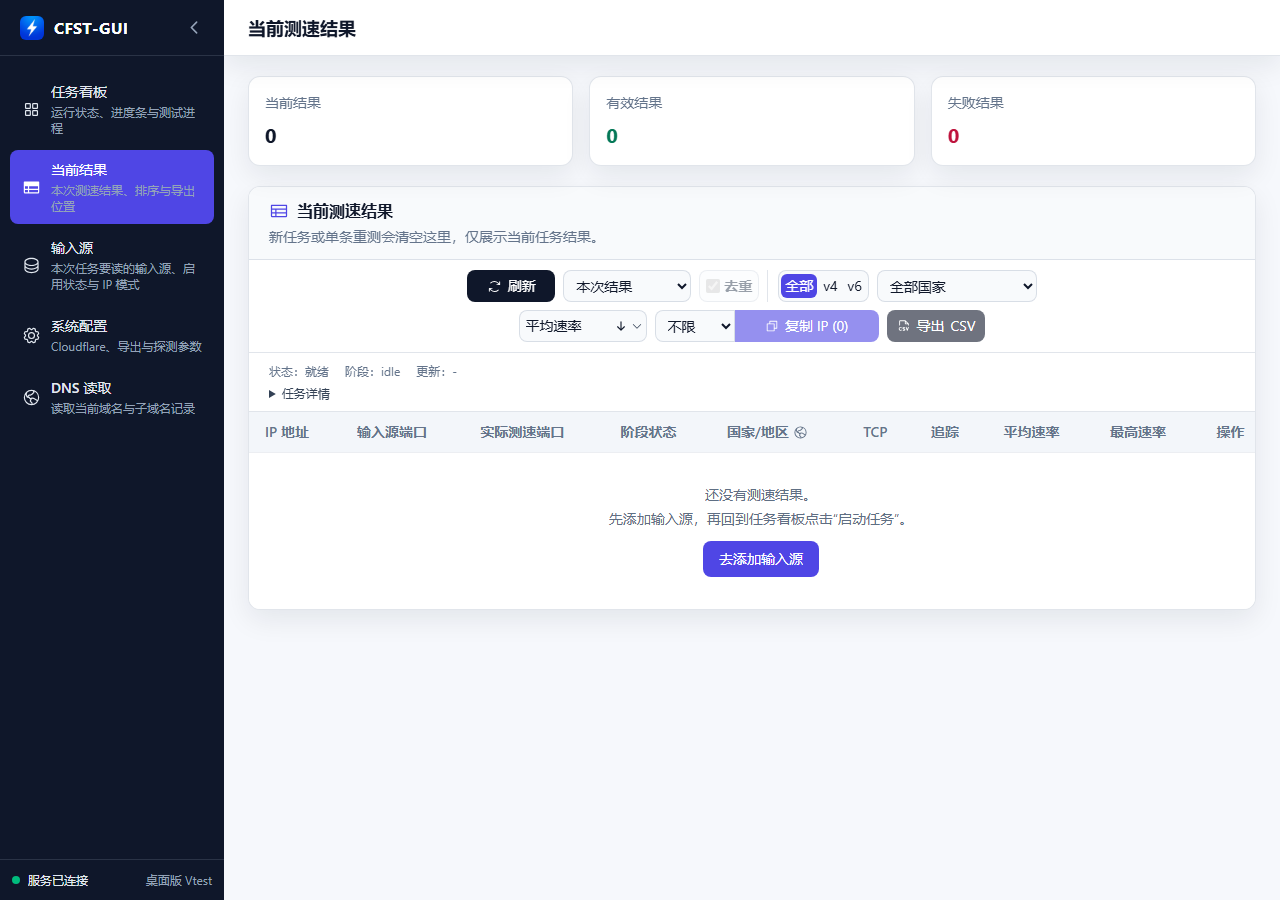 CFST-GUI
任务看板
运行状态、进度条与测试进
程
当前结果
本次测速结果、排序与导出
位置
输入源
本次任务要读的输入源、启
用状态与 IP 模式
系统配置
Cloudflare、导出与探测参数
DNS 读取
读取当前域名与子域名记录
服务已连接 桌面版 Vtest
当前测速结果
当前结果 有效结果 失败结果
0 0 0
当前测速结果
新任务或单条重测会清空这里，仅展示当前任务结果。
刷新 本次结果 去重 全部 v4 v6 全部国家
平均速率 ↓ 不限 复制 IP (0) CSV 导出 CSV
状态：就绪 阶段：idle 更新：-
任务详情
IP 地址 输入源端口 实际测速端口 阶段状态 国家/地区 TCP 追踪 平均速率 最高速率 操作
还没有测速结果。
先添加输入源，再回到任务看板点击“启动任务”。
去添加输入源